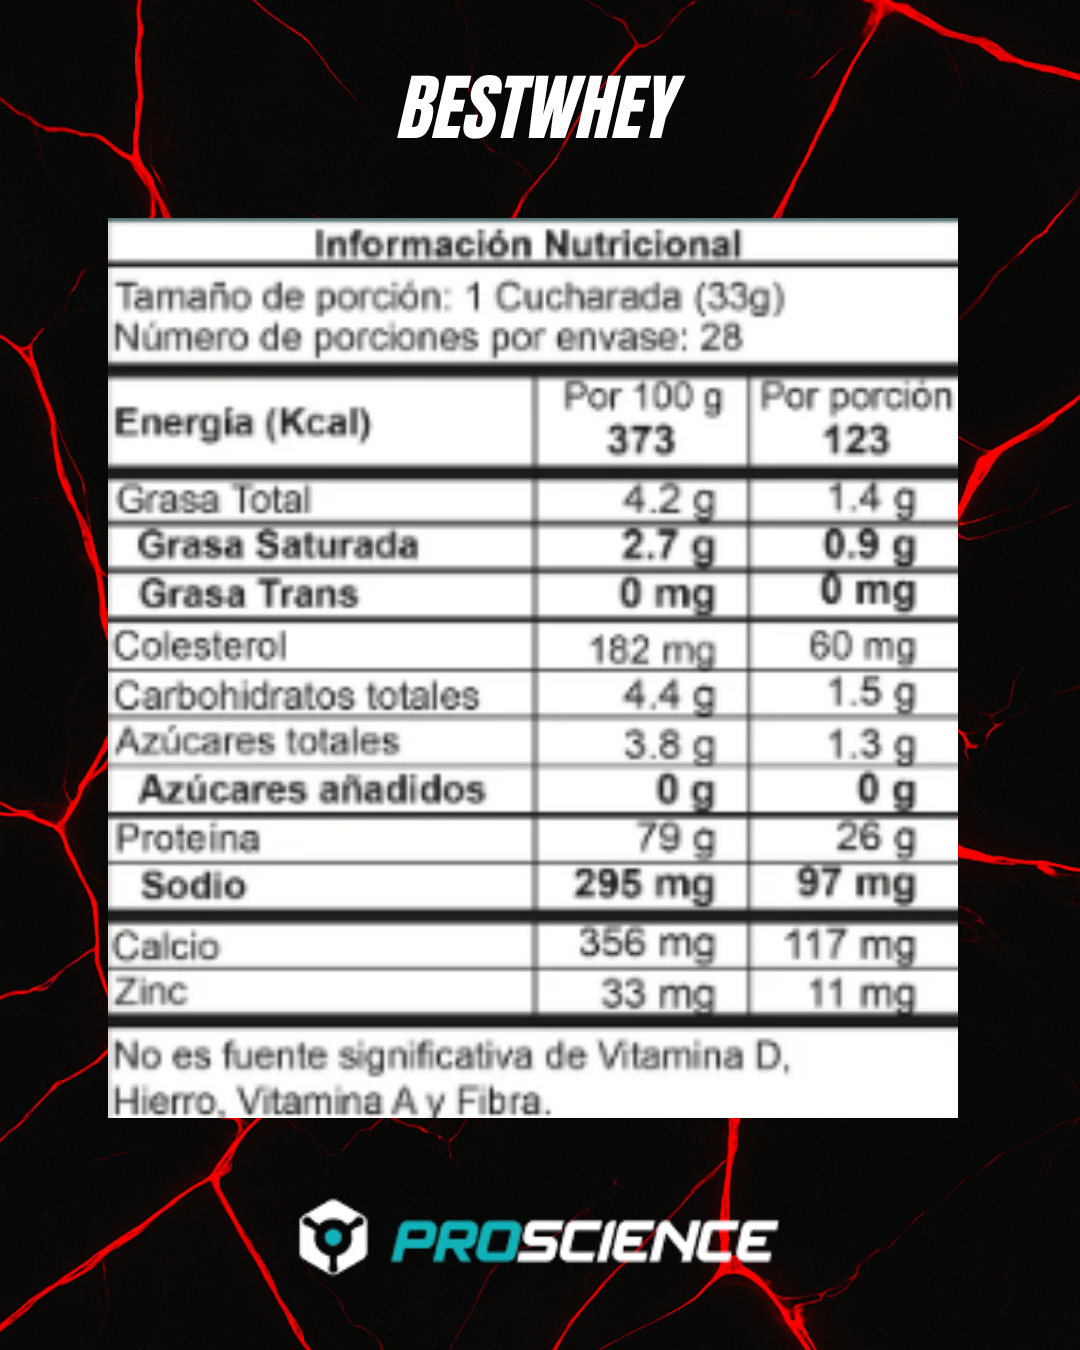 BESTWHEY
Información Nutricional
Tamaño de porción: 1 Cucharada (33g)
Número de porciones por envase: 28
Energía (Kcal) Por 100 g 373 Por porción 123
Grasa Total 4.2 g 1.4 g
Grasa Saturada 2.7 g 0.9 g
Grasa Trans 0 mg 0 mg
Colesterol 182 mg 60 mg
Carbohidratos totales 4.4 g 1.5 g
Azúcares totales 3.8 g 1.3 g
Azúcares añadidos 0 g 0 g
Proteína 79 g 26 g
Sodio 295 mg 97 mg
Calcio 356 mg 117 mg
Zinc 33 mg 11 mg
No es fuente significativa de Vitamina D,
Hierro, Vitamina A y Fibra.
PROSCIENCE